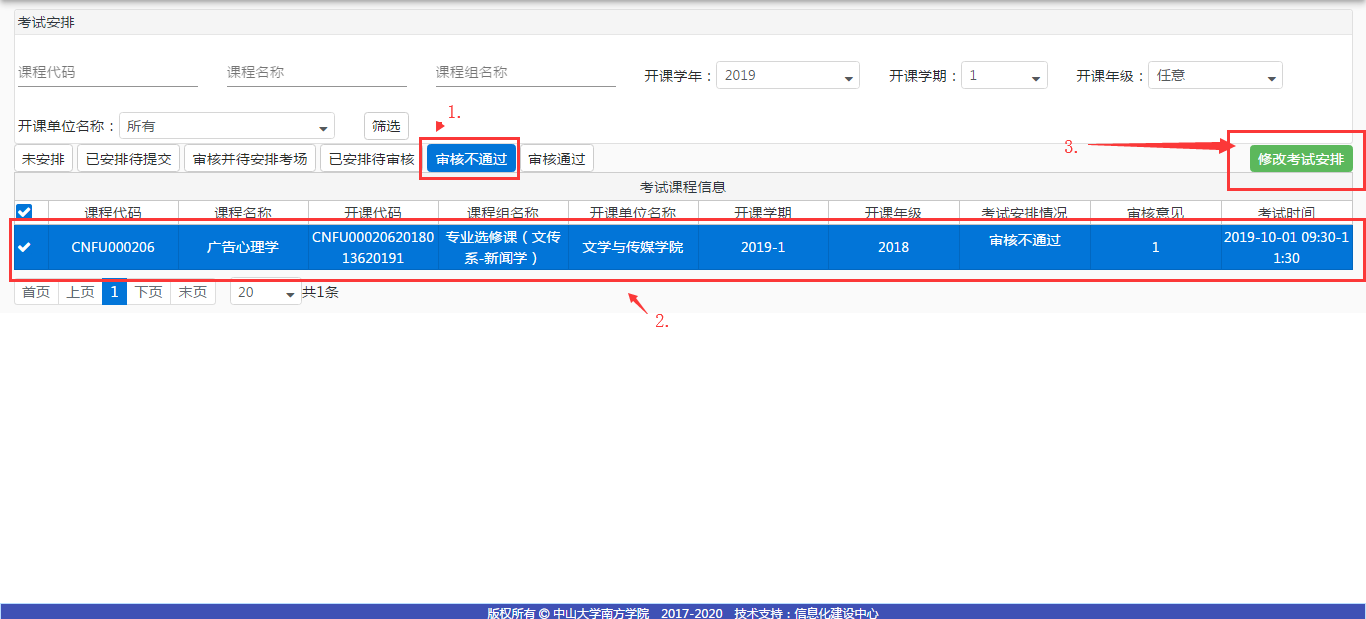 考试安排
课程代码 课程名称 课程组名称 开课学年： 2019 开课学期： 1 开课年级： 任意
开课单位名称： 所有 筛选
1.
未安排 已安排待提交 审核并待安排考场 已安排待审核 审核不通过 审核通过 3. 修改考试安排
考试课程信息
课程代码 课程名称 开课代码 课程组名称 开课单位名称 开课学期 开课年级 考试安排情况 审核意见 考试时间
CNFU000206 广告心理学 CNFU00020620180 专业选修课（文传 文学与传媒学院 2019-1 2018 审核不通过 1 2019-10-01 09:30-1
13620191 系-新闻学） 1:30
首页 上页 1 下页 末页 20 共1条
2.
版权所有 © 中山大学南方学院 2017-2020 技术支持：信息化建设中心